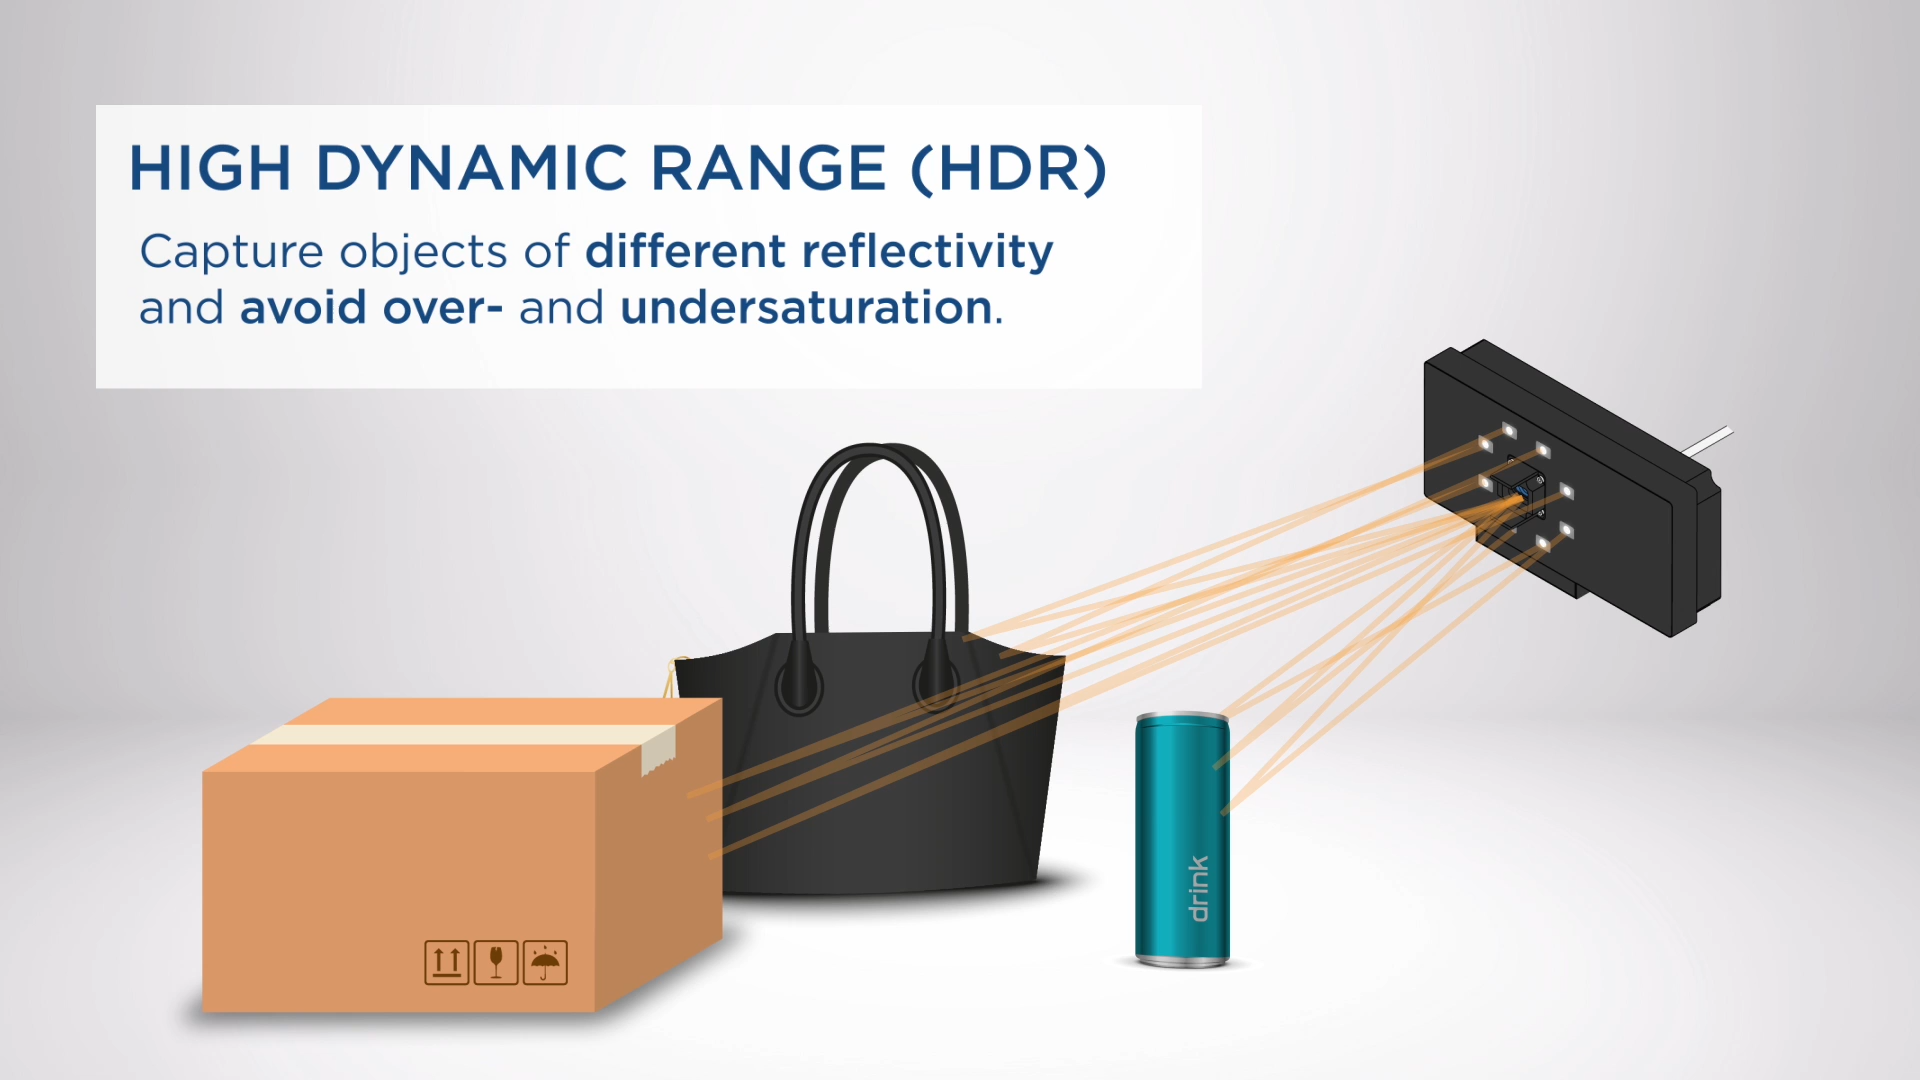 HIGH DYNAMIC RANGE (HDR)
Capture objects of different reflectivity
and avoid over- and undersaturation.
drink